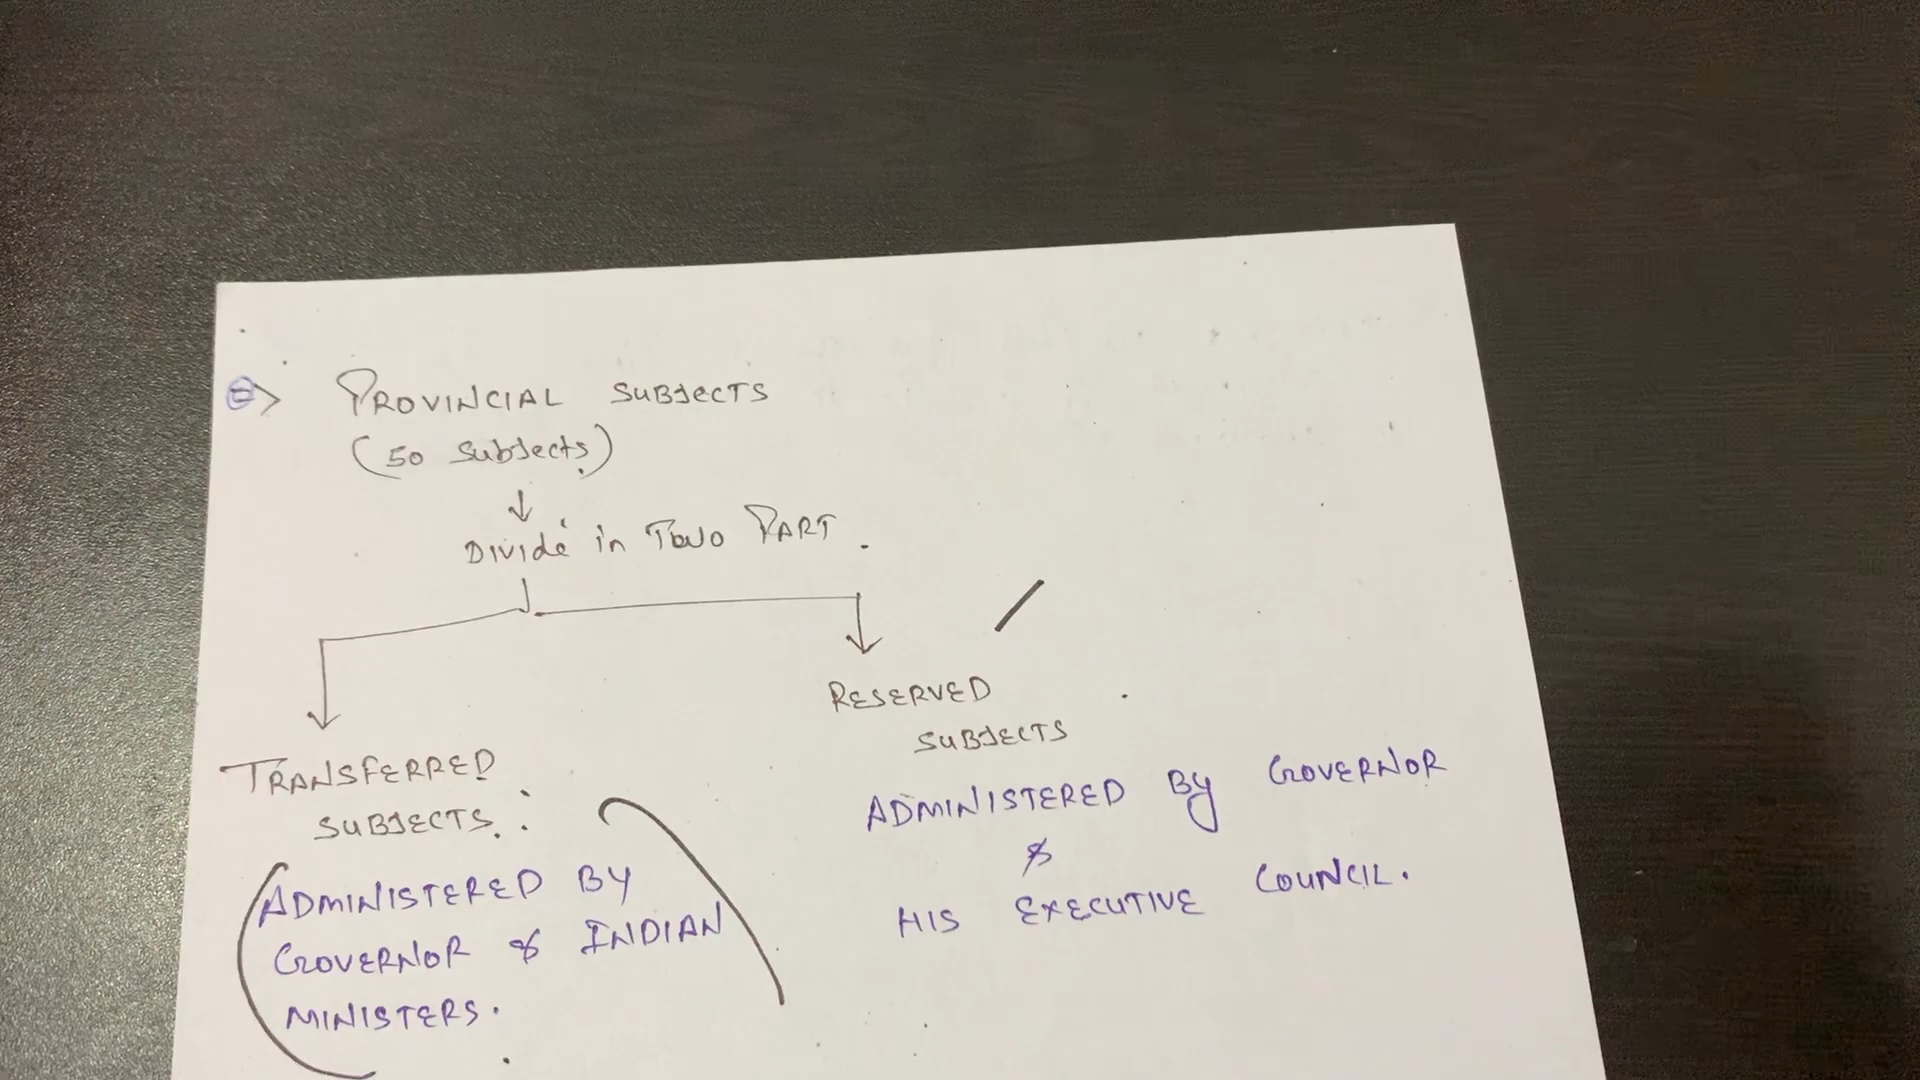 ⊖> PROVINCIAL SUBJECTS
(50 Subjects)
↓
Divide in Two PART.
TRANSFERRED
SUBJECTS :
ADMINISTERED BY
GOVERNOR & INDIAN
MINISTERS.
RESERVED
SUBJECTS
ADMINISTERED By GOVERNOR
&
HIS EXECUTIVE COUNCIL.